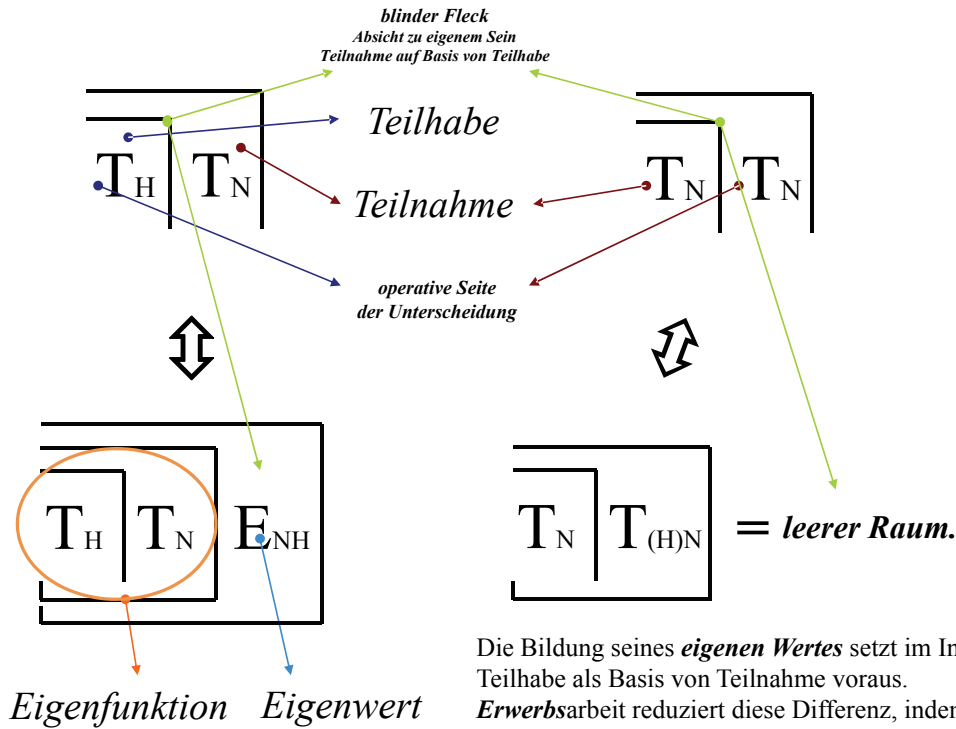 blinder Fleck
Absicht zu eigenem Sein
Teilnahme auf Basis von Teilhabe
Teilhabe
TH TN
TN TN
Teilnahme
operative Seite
der Unterscheidung
TH TN ENH
TN T(H)N = leerer Raum.
Die Bildung seines eigenen Wertes setzt im In
Teilhabe als Basis von Teilnahme voraus.
Erwerbsarbeit reduziert diese Differenz, inden
Eigenfunktion Eigenwert